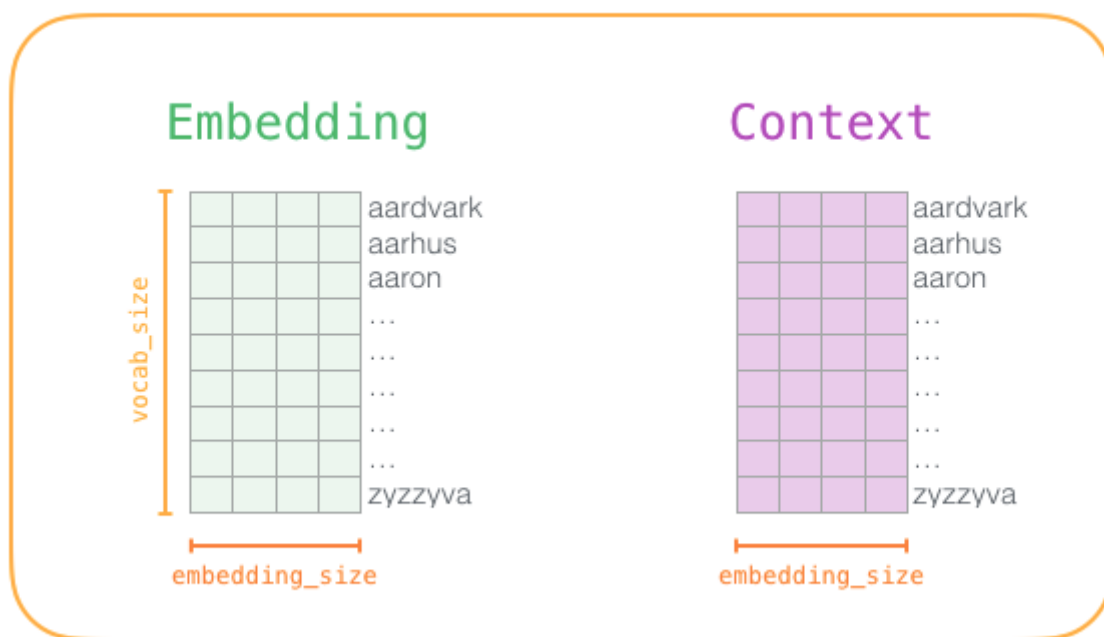 Embedding
Context
vocab_size
aardvark
aarhus
aaron
...
...
...
...
...
zyzzyva
embedding_size
aardvark
aarhus
aaron
...
...
...
...
...
zyzzyva
embedding_size